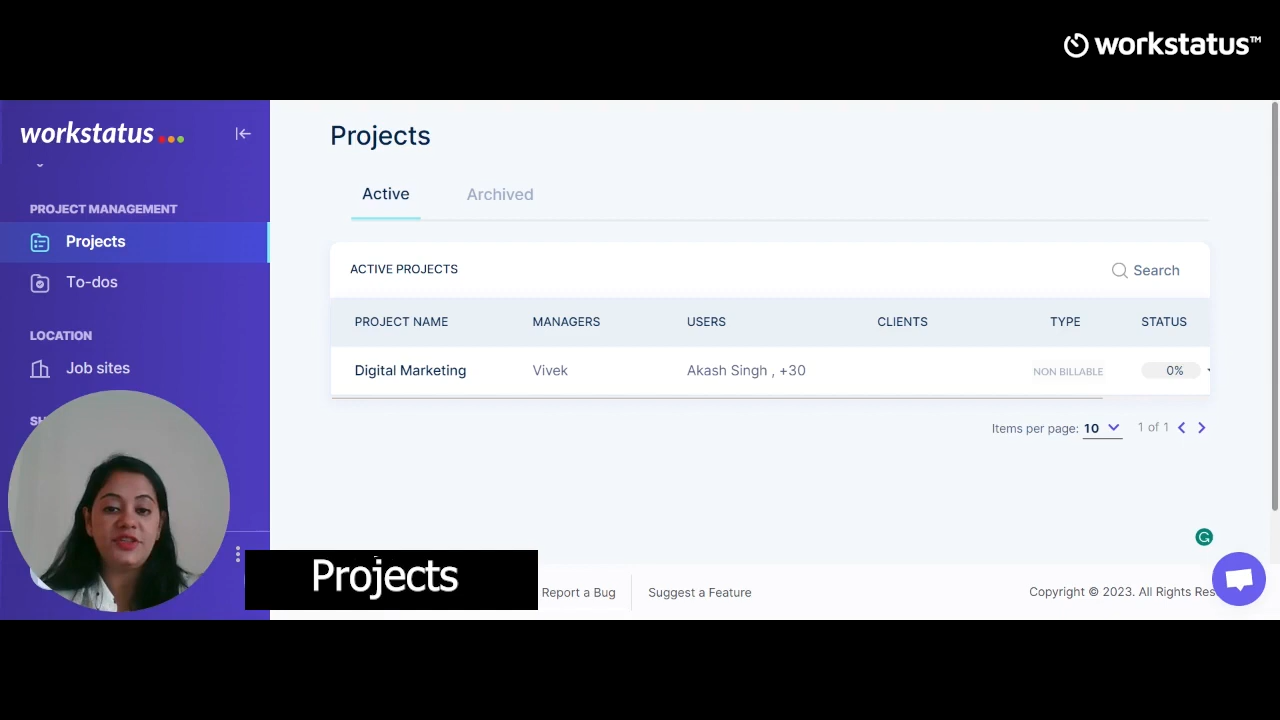 workstatus™
workstatus
PROJECT MANAGEMENT
Projects
To-dos
LOCATION
Job sites
Projects
Active
Archived
ACTIVE PROJECTS
Search
PROJECT NAME MANAGERS USERS CLIENTS TYPE STATUS
Digital Marketing Vivek Akash Singh , +30 NON BILLABLE 0%
Items per page: 10 1 of 1
Projects
Report a Bug
Suggest a Feature
Copyright © 2023. All Rights Res